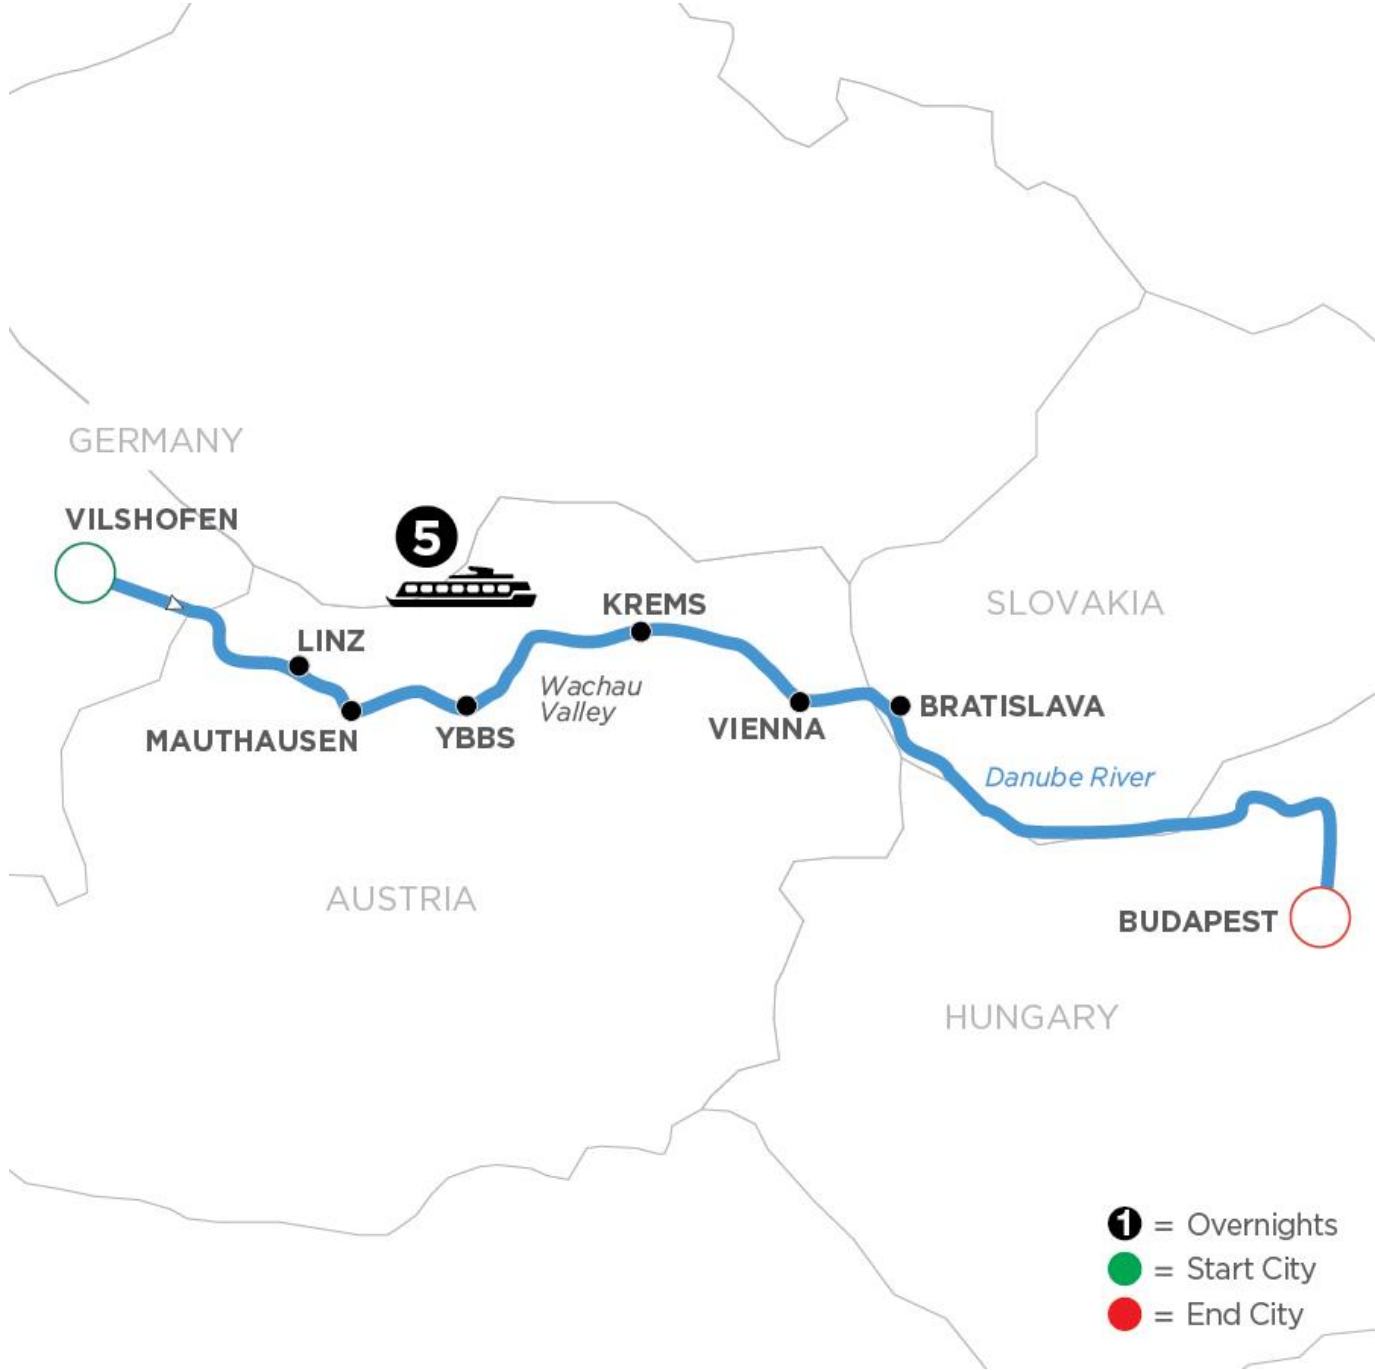 GERMANY
VILSHOFEN
5
KREMS
SLOVAKIA
LINZ
Wachau
Valley
BRATISLAVA
MAUTHAUSEN
YBBS
VIENNA
Danube River
AUSTRIA
BUDAPEST
HUNGARY
1 = Overnights
= Start City
= End City